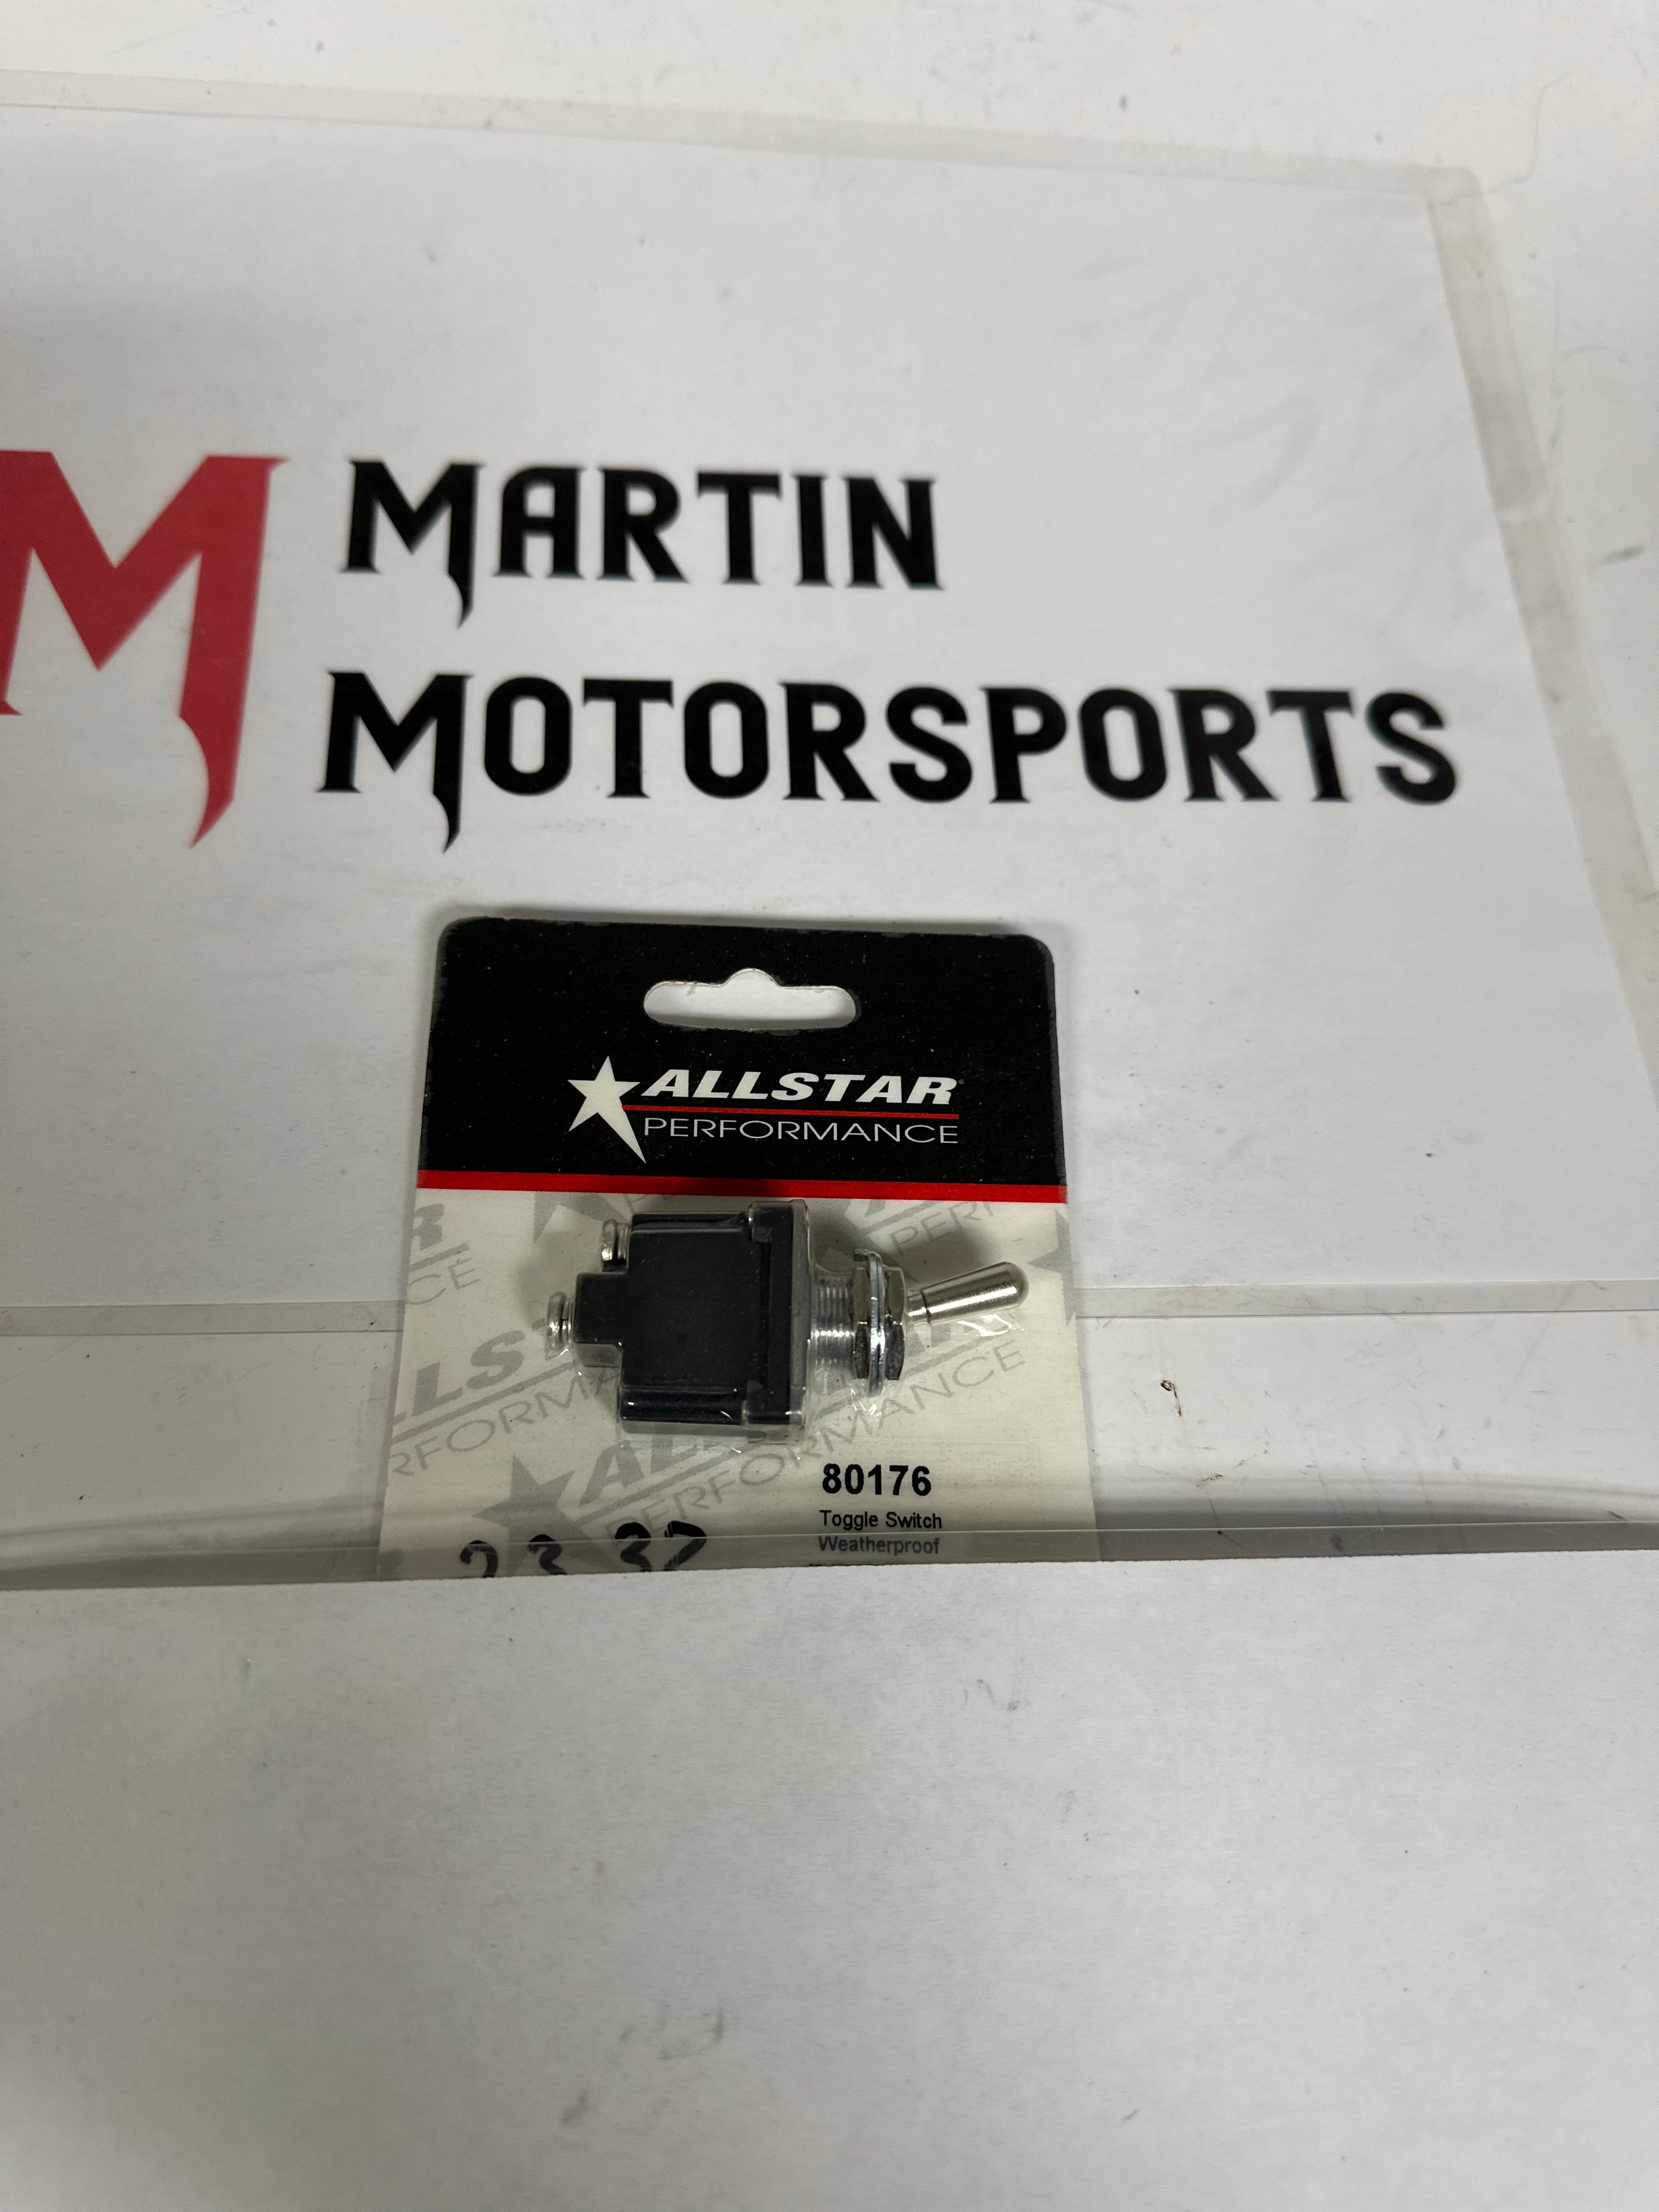 M
MARTIN
MOTORSPORTS
ALLSTAR
PERFORMANCE
80176
Toggle Switch
Weatherproof